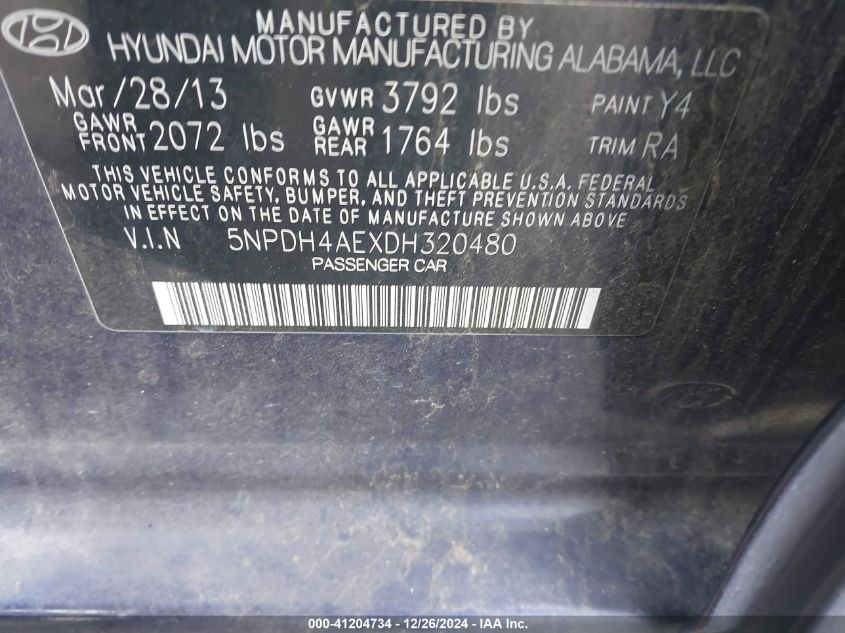 MANUFACTURED BY
HYUNDAI MOTOR MANUFACTURING ALABAMA, LLC
Mar/28/13 GVWR 3792 lbs PAINT Y4
GAWR FRONT 2072 lbs GAWR REAR 1764 lbs TRIM RA
THIS VEHICLE CONFORMS TO ALL APPLICABLE U.S.A. FEDERAL
MOTOR VEHICLE SAFETY, BUMPER, AND THEFT PREVENTION STANDARDS
IN EFFECT ON THE DATE OF MANUFACTURE SHOWN ABOVE
V.I.N 5NPDH4AEXDH320480
PASSENGER CAR
000-41204734 - 12/26/2024 - IAA Inc.